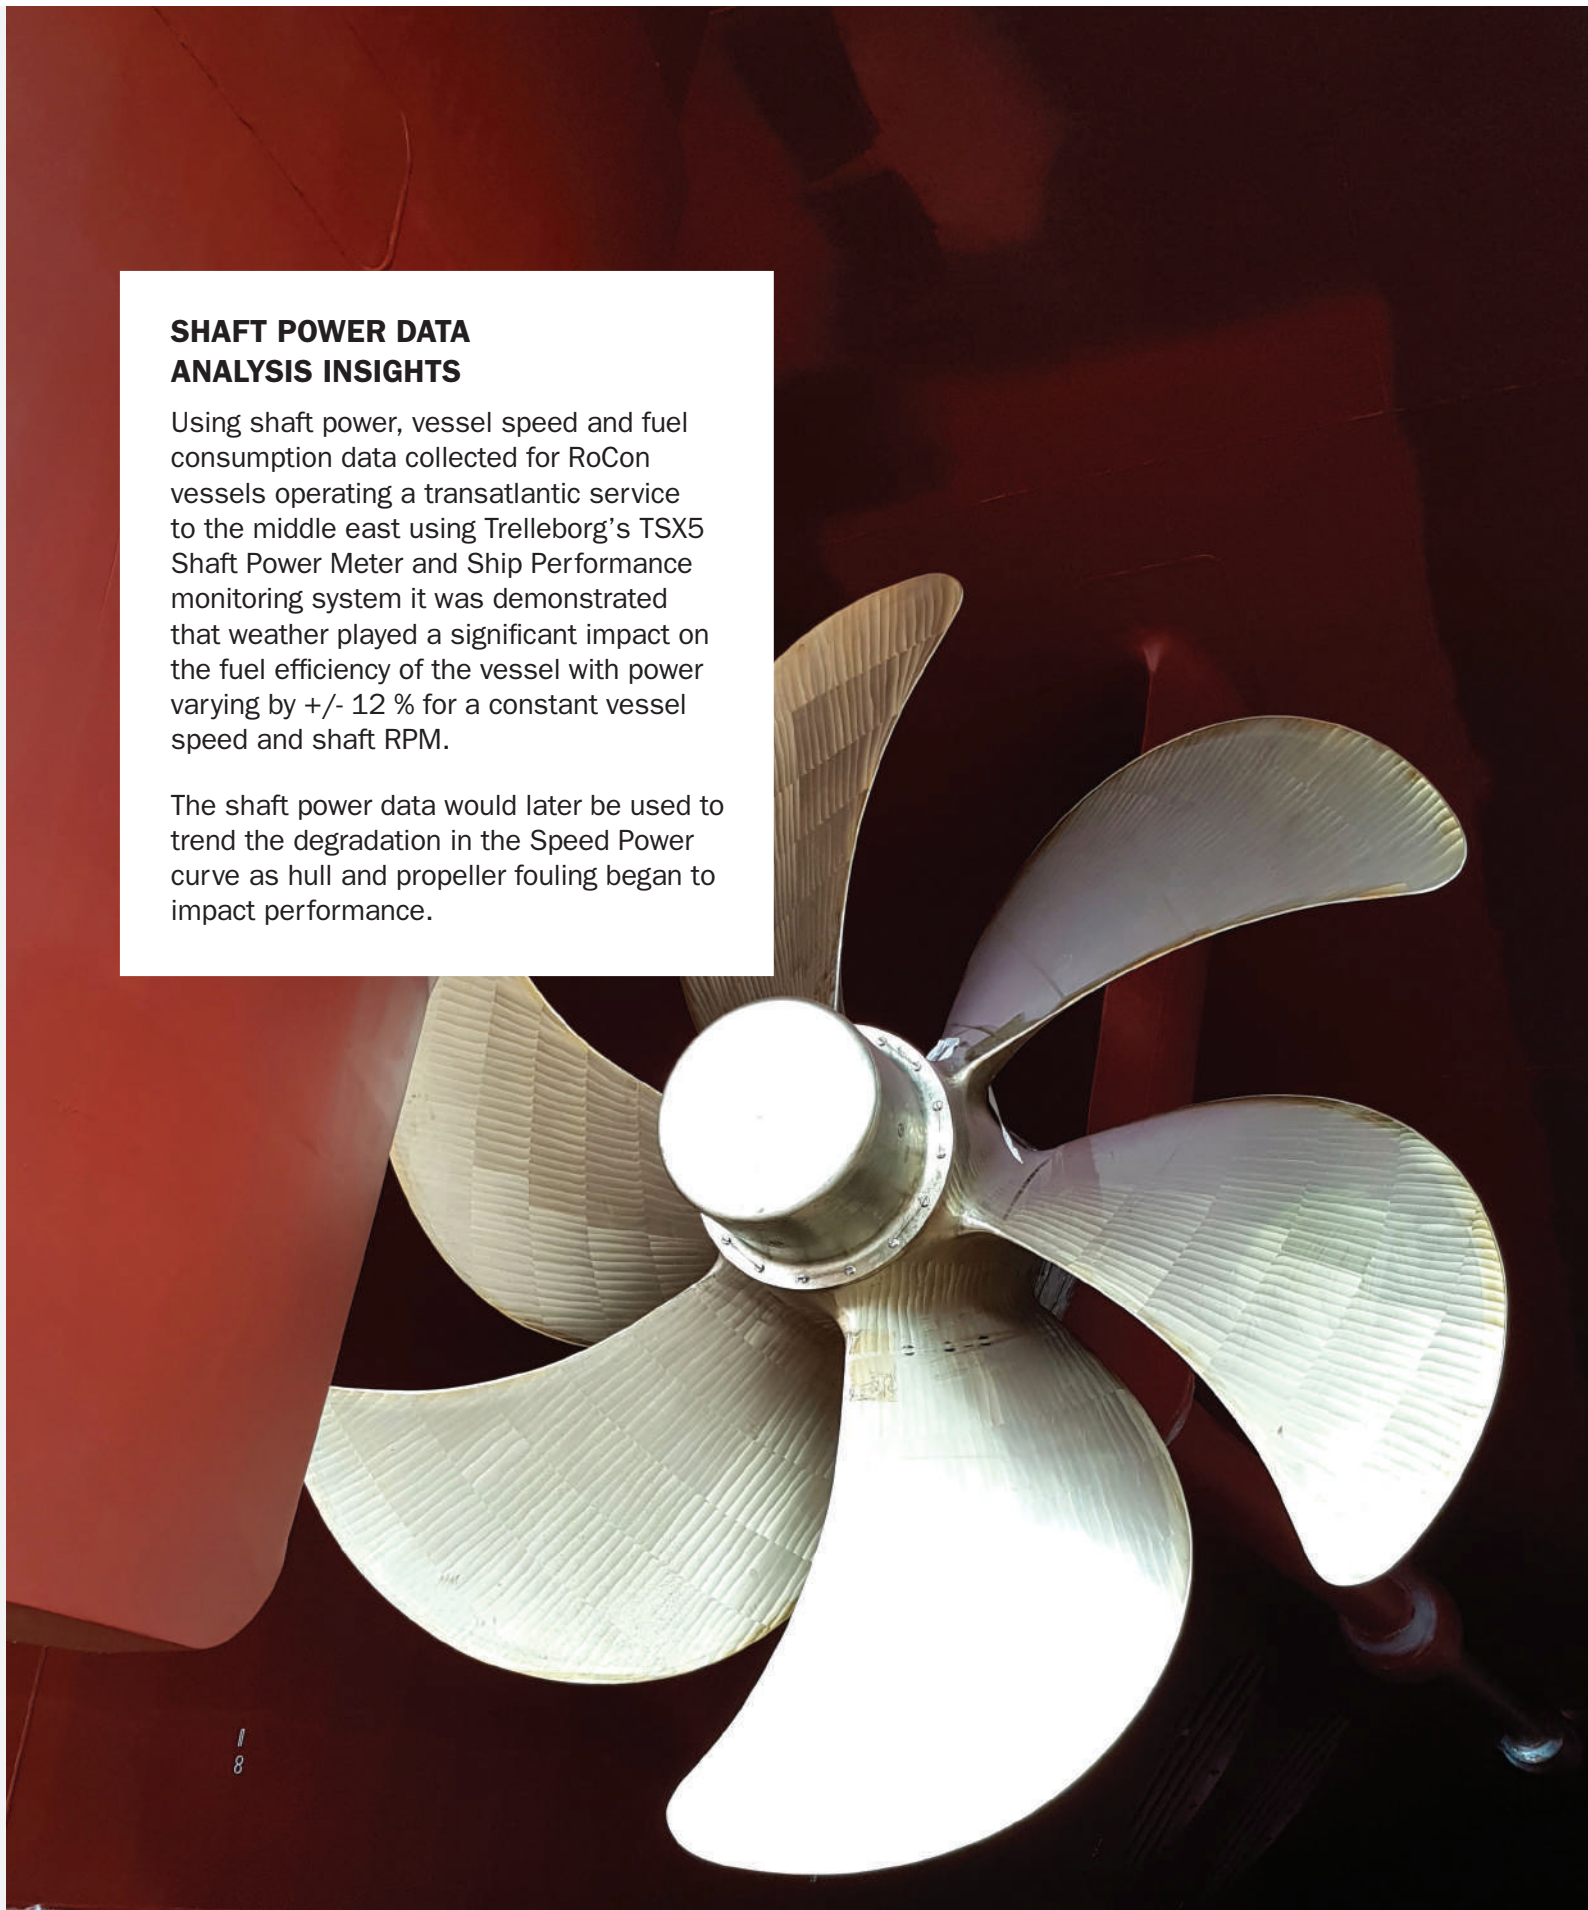 SHAFT POWER DATA
ANALYSIS INSIGHTS
Using shaft power, vessel speed and fuel
consumption data collected for RoCon
vessels operating a transatlantic service
to the middle east using Trelleborg’s TSX5
Shaft Power Meter and Ship Performance
monitoring system it was demonstrated
that weather played a significant impact on
the fuel efficiency of the vessel with power
varying by +/- 12 % for a constant vessel
speed and shaft RPM.
The shaft power data would later be used to
trend the degradation in the Speed Power
curve as hull and propeller fouling began to
impact performance.
8